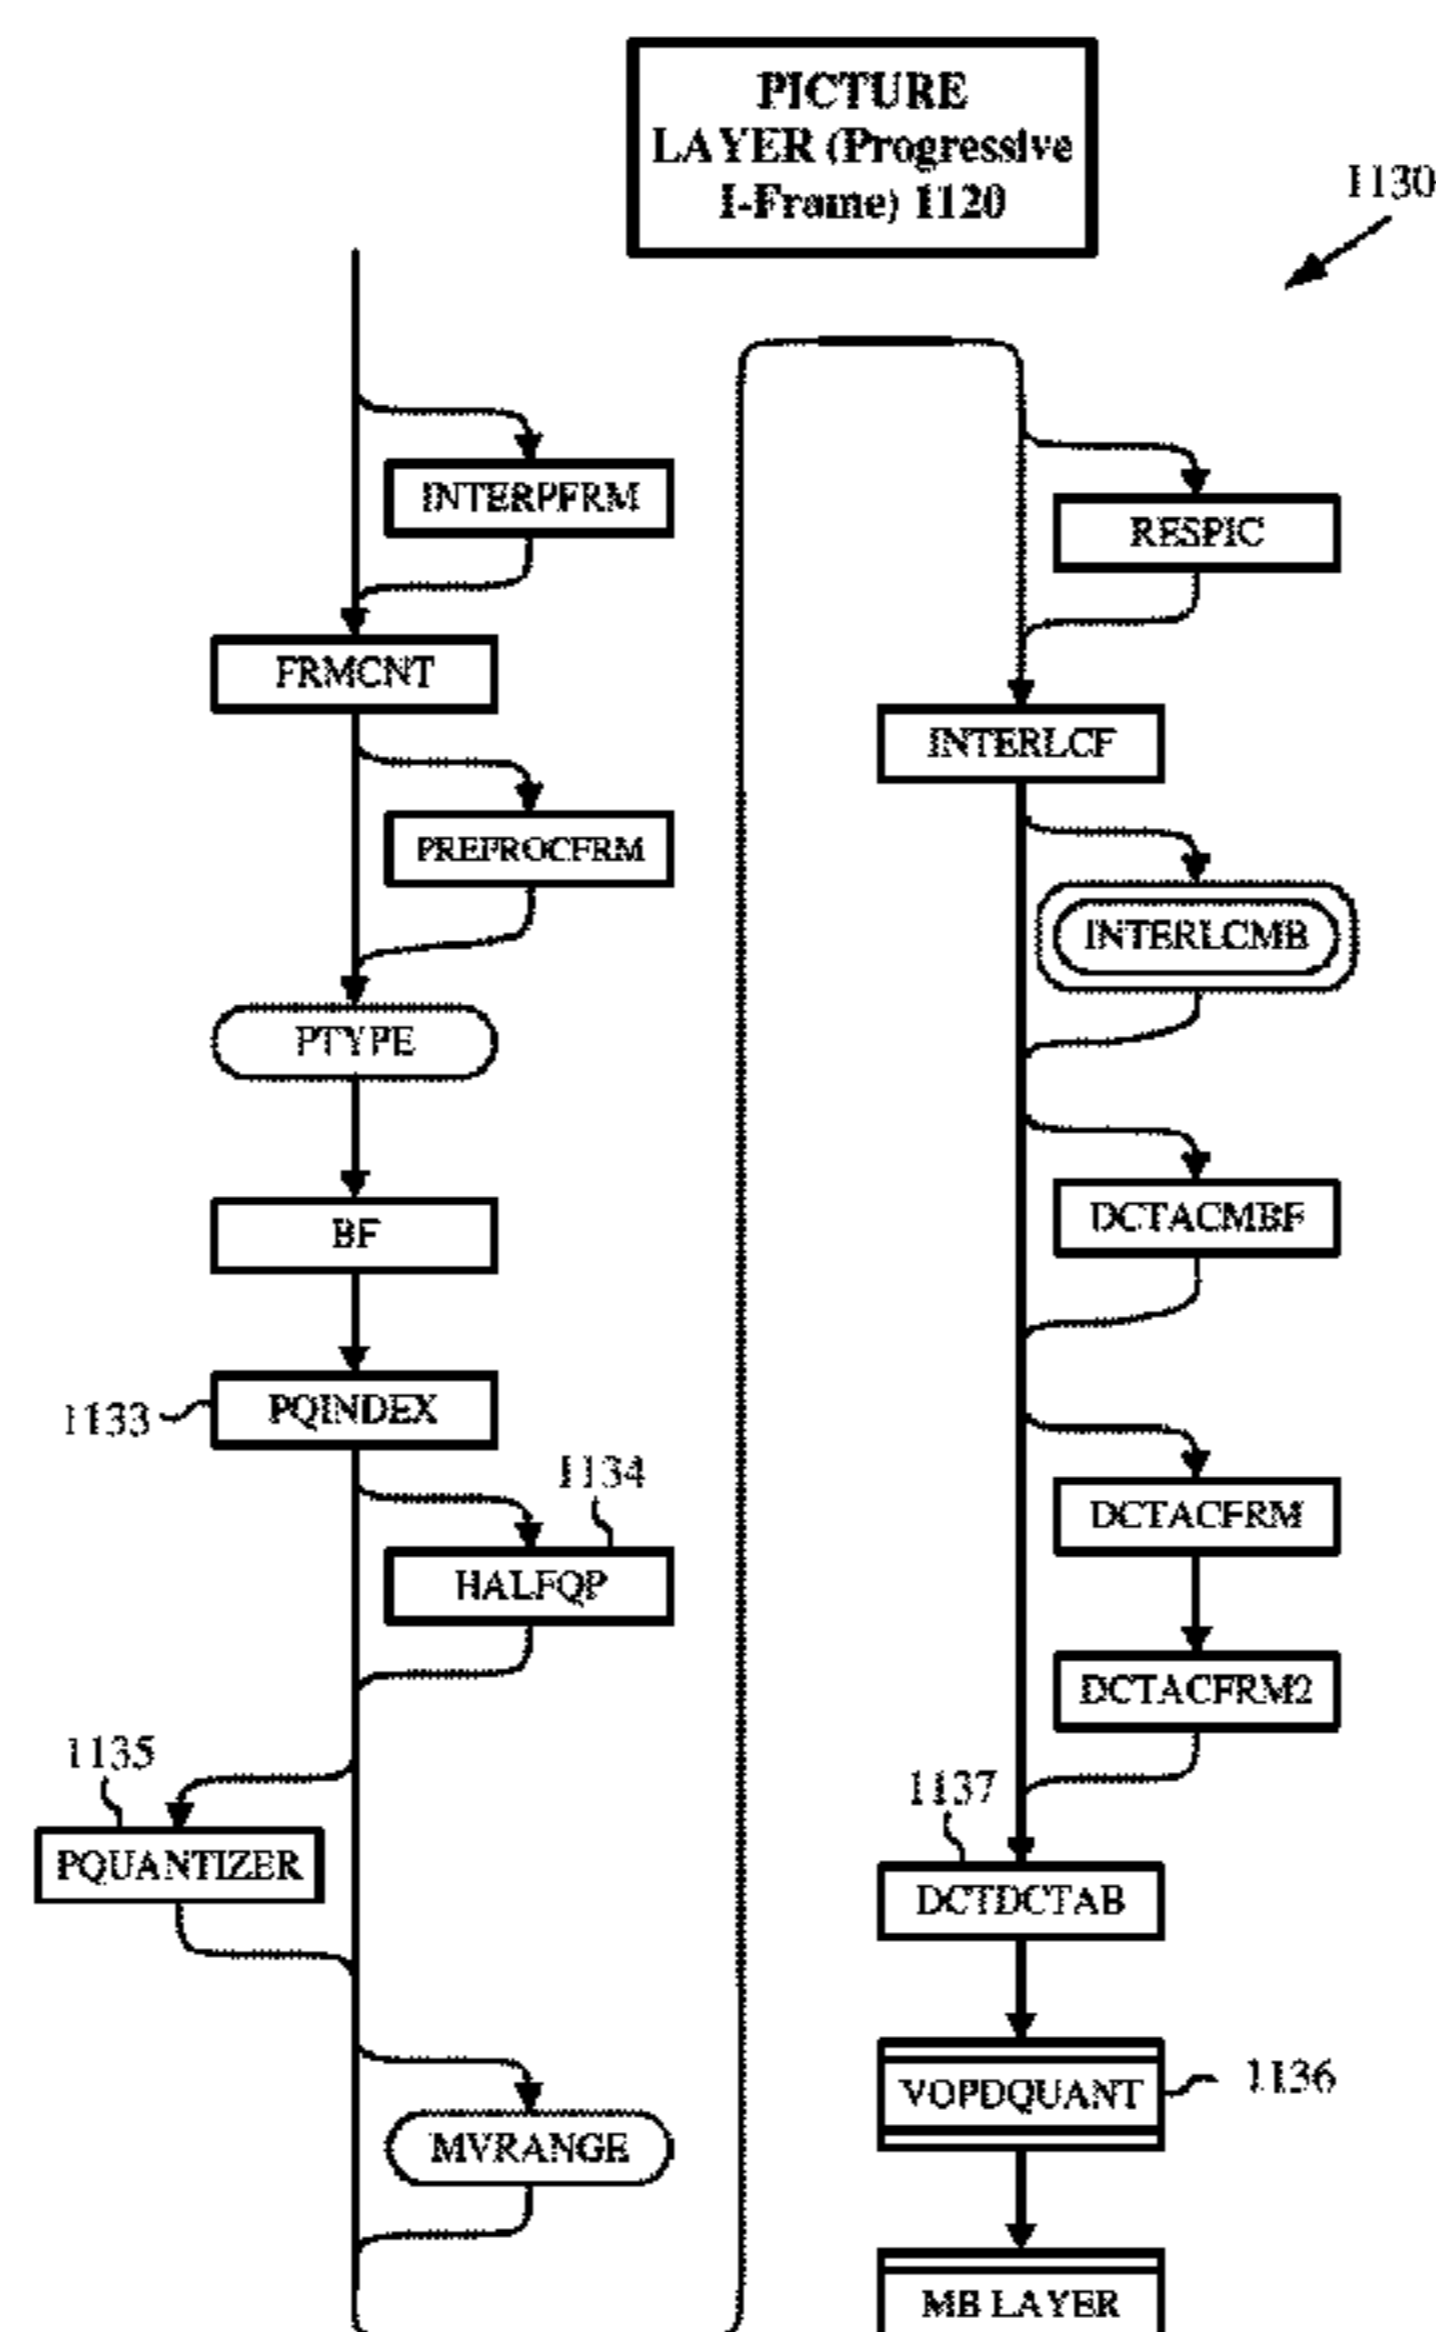 PICTURE
LAYER (Progressive
I-Frame) 1120
1130
INTERPFRM
FRMCNT
PREPROCFRM
PTYPE
BF
1133
PQINDEX
1134
HALFQP
1135
PQUANTIZER
MVRANGE
RESPIC
INTERLCF
INTERLCMB
DCTACMBF
DCTACFRM
DCTACFRM2
1137
DCTDCTAB
VOPDQUANT
1136
MB LAYER